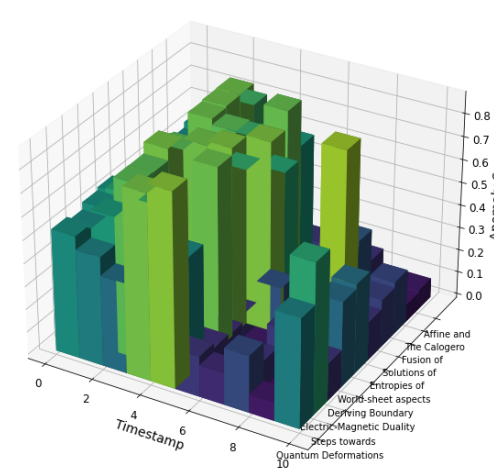 0.8
0.7
0.6
0.5
0.4
0.3
0.2
0.1
0.0
Affine and
The Calogero
Fusion of
Solutions of
Entropies of
World-sheet aspects
Deriving Boundary
Electric-Magnetic Duality
Steps towards
Quantum Deformations
0
2
4
6
8
10
Timestamp